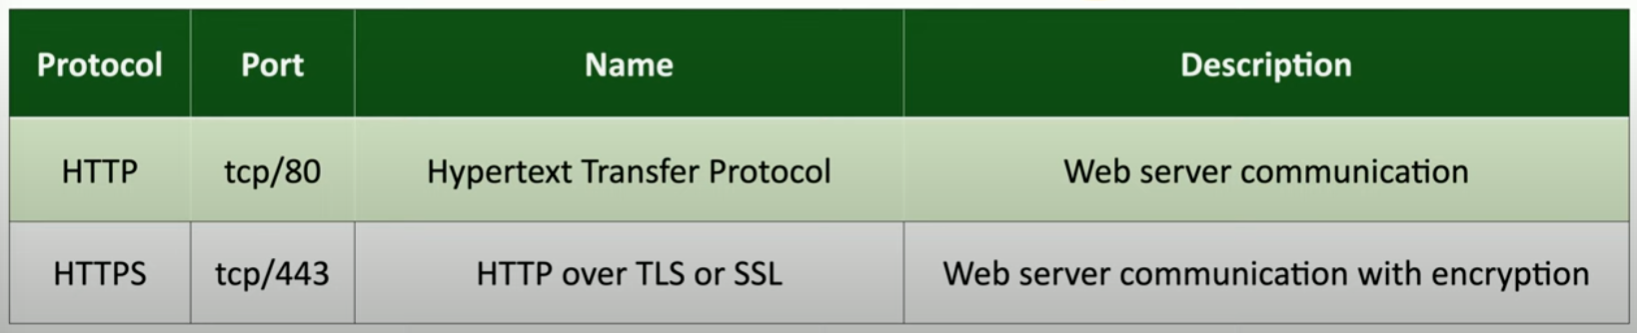 Protocol Port Name Description
HTTP tcp/80 Hypertext Transfer Protocol Web server communication
HTTPS tcp/443 HTTP over TLS or SSL Web server communication with encryption